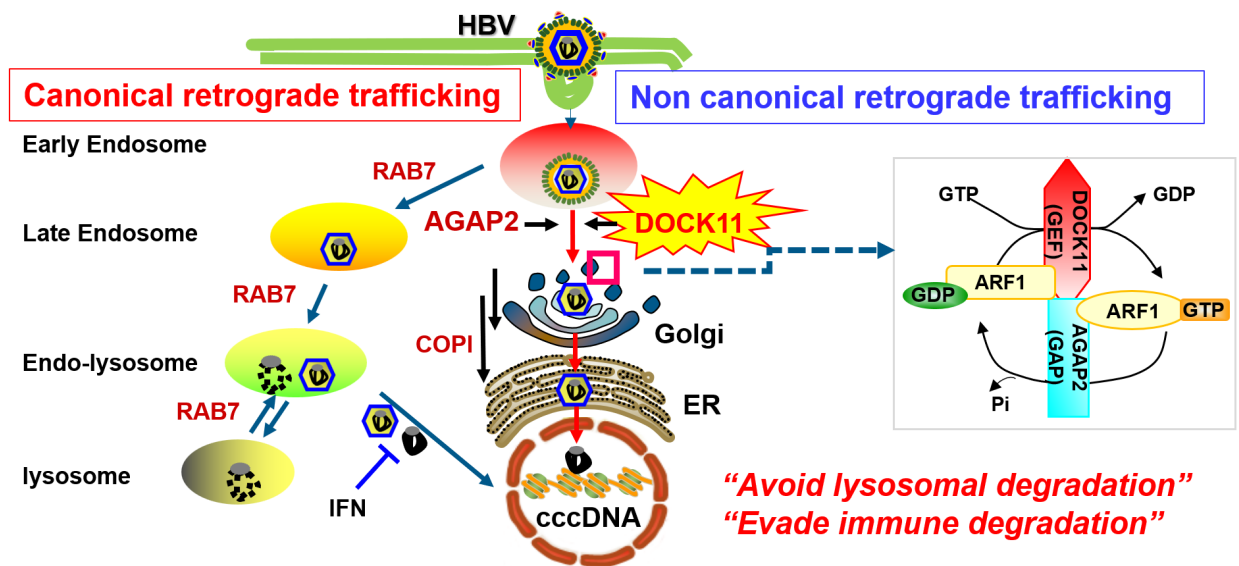 HBV
Canonical retrograde trafficking
Non canonical retrograde trafficking
Early Endosome
RAB7
AGAP2
DOCK11
Late Endosome
RAB7
Golgi
COPI
Endo-lysosome
ER
RAB7
lysosome
IFN
cccDNA
GTP
GDP
DOCK11
(GEF)
ARF1
GDP
ARF1
GTP
AGAP2
(GAP)
Pi
“Avoid lysosomal degradation”
“Evade immune degradation”